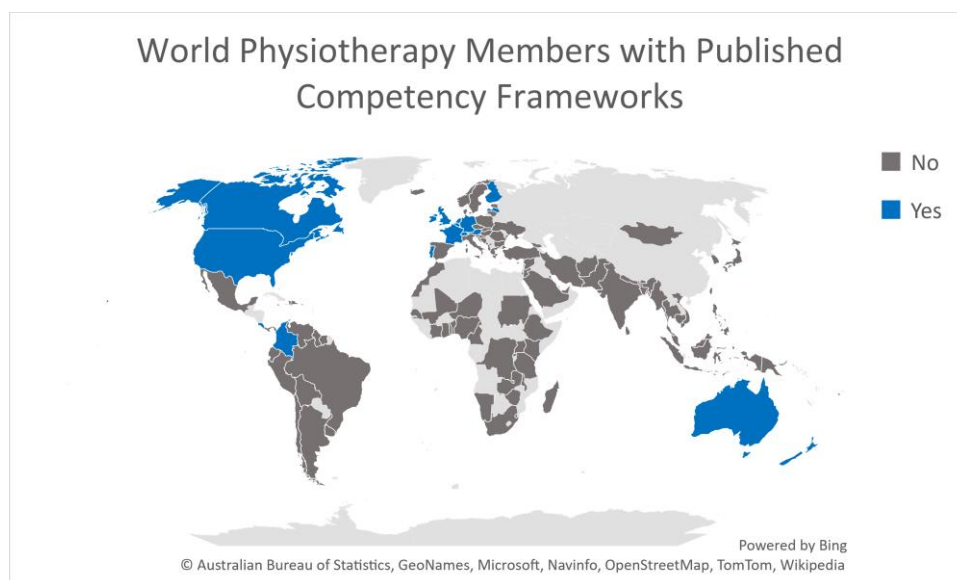 World Physiotherapy Members with Published
Competency Frameworks
No
Yes
Powered by Bing
© Australian Bureau of Statistics, GeoNames, Microsoft, Navinfo, OpenStreetMap, TomTom, Wikipedia